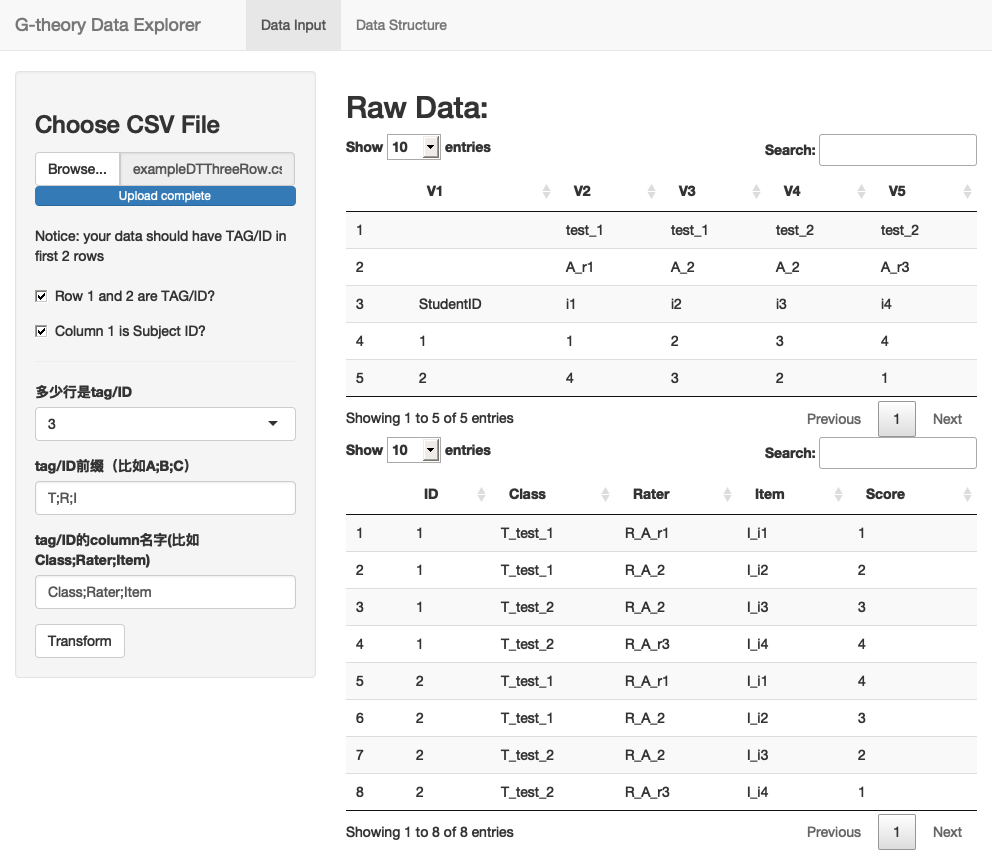 G-theory Data Explorer Data Input Data Structure
Choose CSV File
Browse... exampleDTThreeRow.cs
Upload complete
Notice: your data should have TAG/ID in
first 2 rows
Row 1 and 2 are TAG/ID?
Column 1 is Subject ID?
多少行是tag/ID
3
tag/ID前缀（比如A;B;C）
T;R;I
tag/ID的column名字(比如
Class;Rater;Item)
Class;Rater;Item
Transform
Raw Data:
Show 10 entries Search:
V1 V2 V3 V4 V5
1 test_1 test_1 test_2 test_2
2 A_r1 A_2 A_2 A_r3
3 StudentID i1 i2 i3 i4
4 1 1 2 3 4
5 2 4 3 2 1
Showing 1 to 5 of 5 entries Previous 1 Next
Show 10 entries Search:
ID Class Rater Item Score
1 1 T_test_1 R_A_r1 I_i1 1
2 1 T_test_1 R_A_2 I_i2 2
3 1 T_test_2 R_A_2 I_i3 3
4 1 T_test_2 R_A_r3 I_i4 4
5 2 T_test_1 R_A_r1 I_i1 4
6 2 T_test_1 R_A_2 I_i2 3
7 2 T_test_2 R_A_2 I_i3 2
8 2 T_test_2 R_A_r3 I_i4 1
Showing 1 to 8 of 8 entries Previous 1 Next